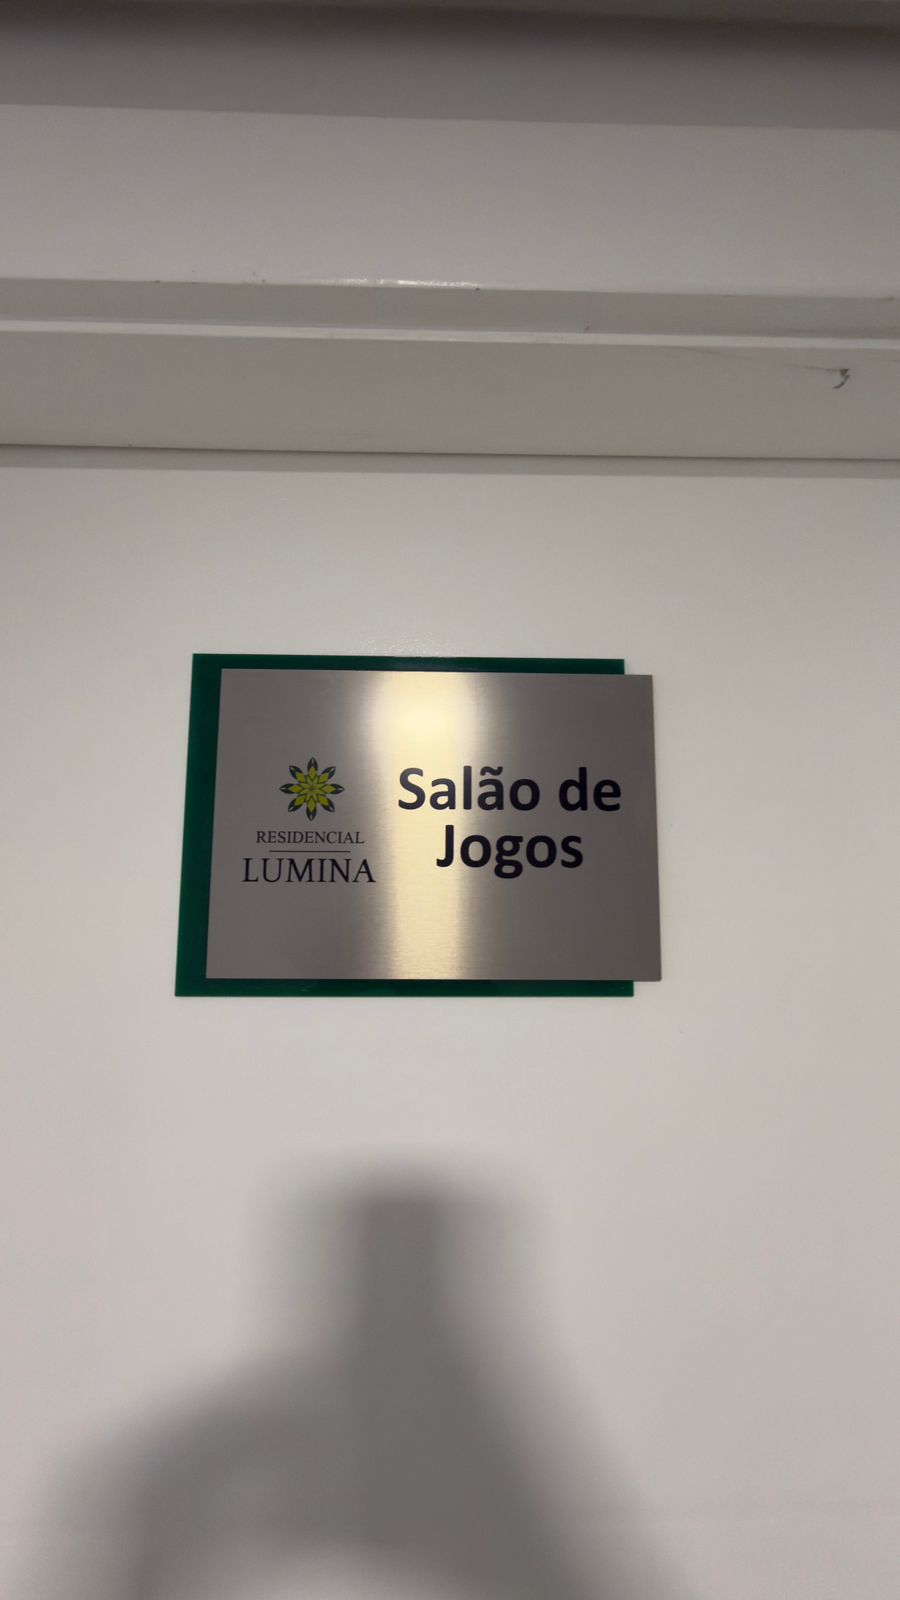 RESIDENCIAL
LUMINA
Salão de
Jogos